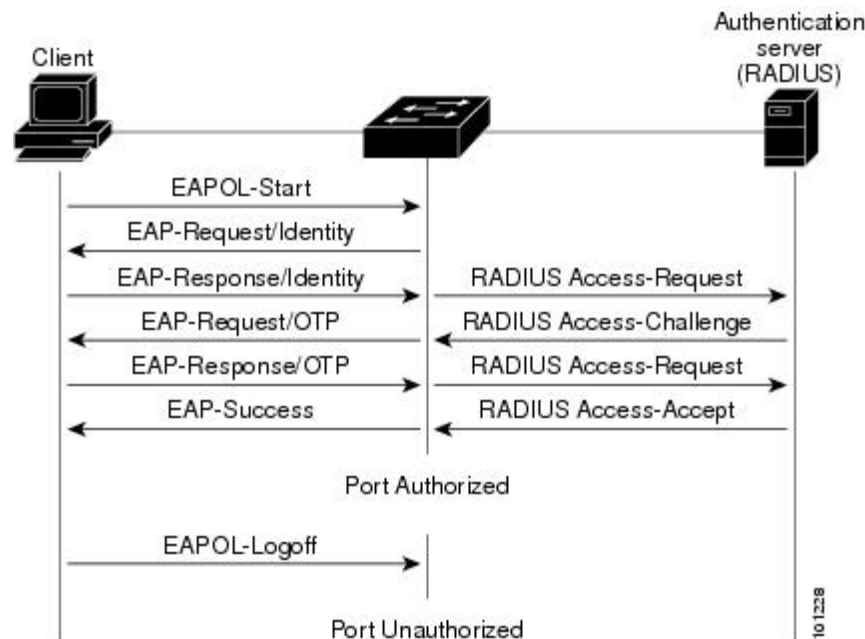 Client
Authentication
server
(RADIUS)
EAPOL-Start
EAP-Request/Identity
EAP-Response/Identity
RADIUS Access-Request
EAP-Request/OTP
RADIUS Access-Challenge
EAP-Response/OTP
RADIUS Access-Request
EAP-Success
RADIUS Access-Accept
Port Authorized
EAPOL-Logoff
Port Unauthorized
101228